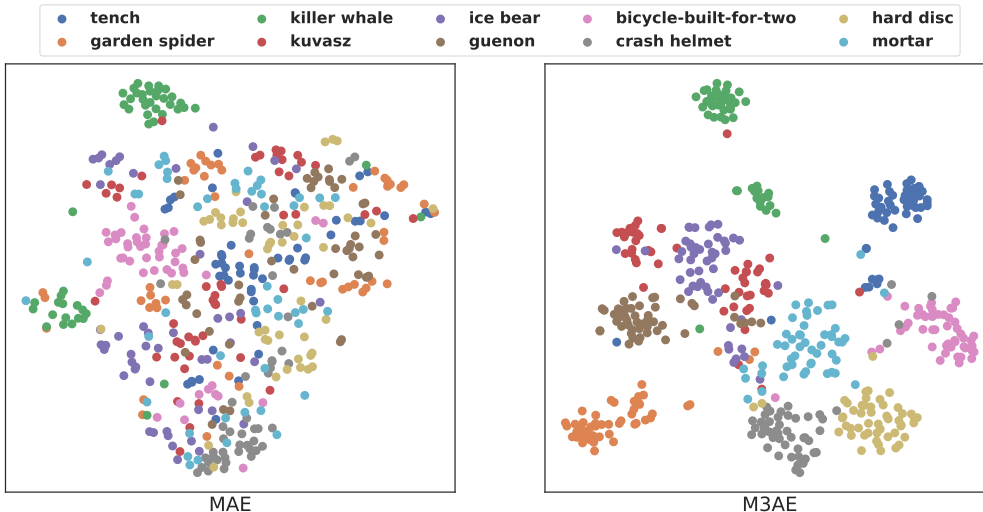 tench killer whale ice bear bicycle-built-for-two hard disc
garden spider kuvasz guenon crash helmet mortar
MAE M3AE